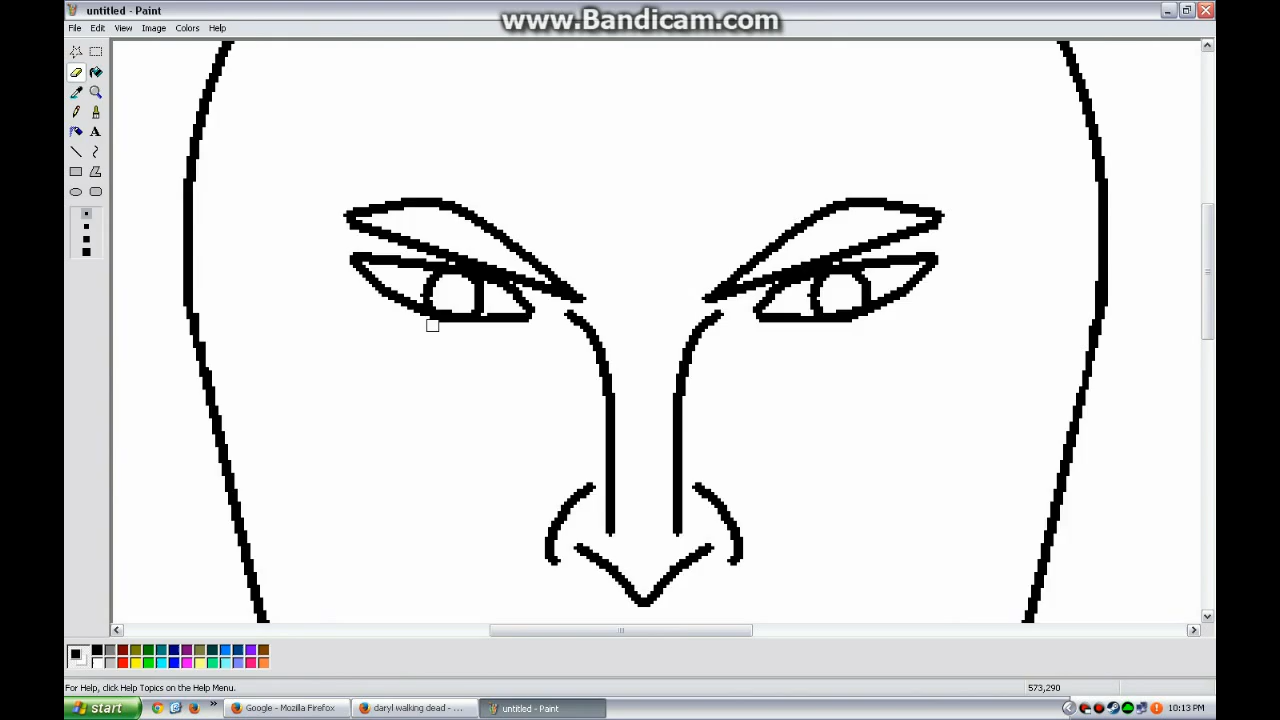 untitled - Paint
www.Bandicam.com
File Edit View Image Colors Help
A
For Help, click Help Topics on the Help Menu.
573,290
start
Google - Mozilla Firefox
daryl walking dead - ...
untitled - Paint
10:13 PM